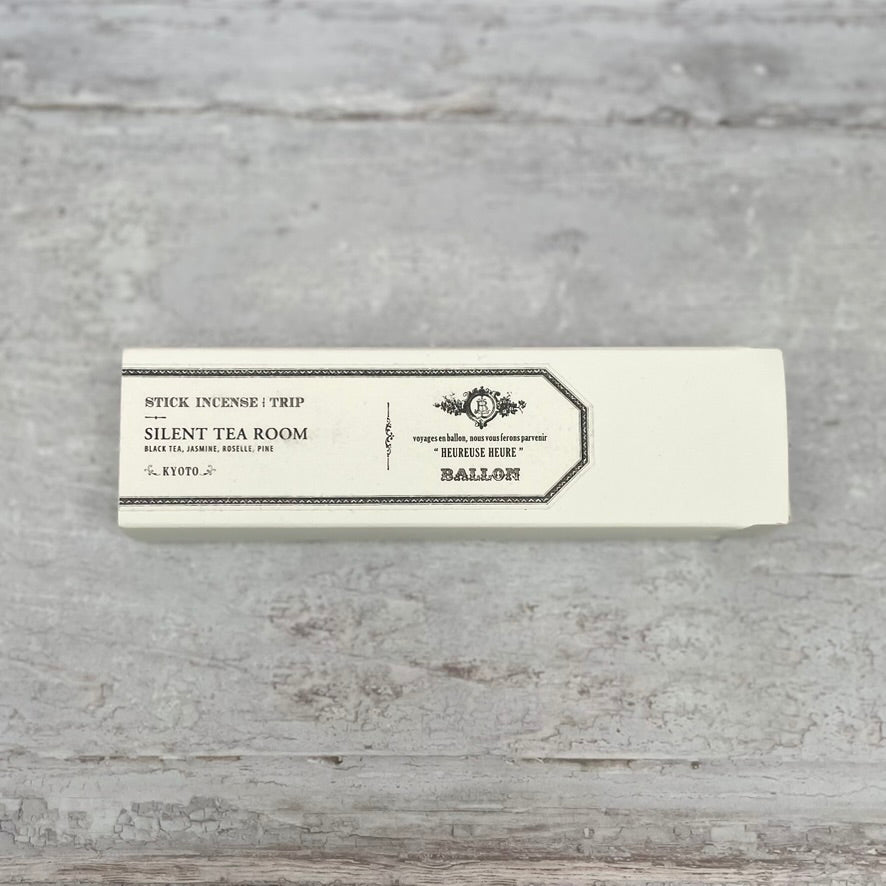 STICK INCENSE TRIP
SILENT TEA ROOM
BLACK TEA, JASMINE, ROSELLE, PINE
KYOTO
B
voyages en ballon, nous vous ferons parvenir
“ HEUREUSE HEURE ”
BALLON